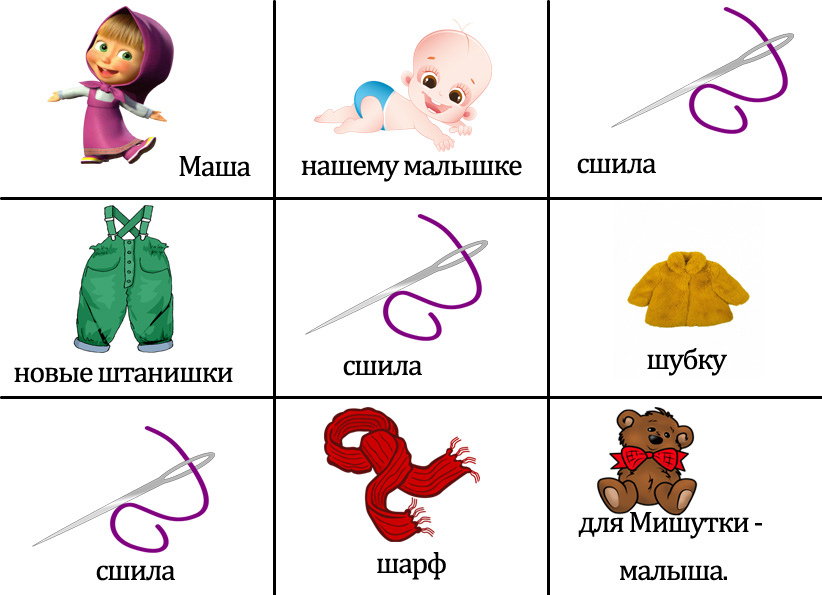 Маша
нашему малышке
сшила
новые штанишки
сшила
шубку
сшила
шарф
для Мишутки -
малыша.